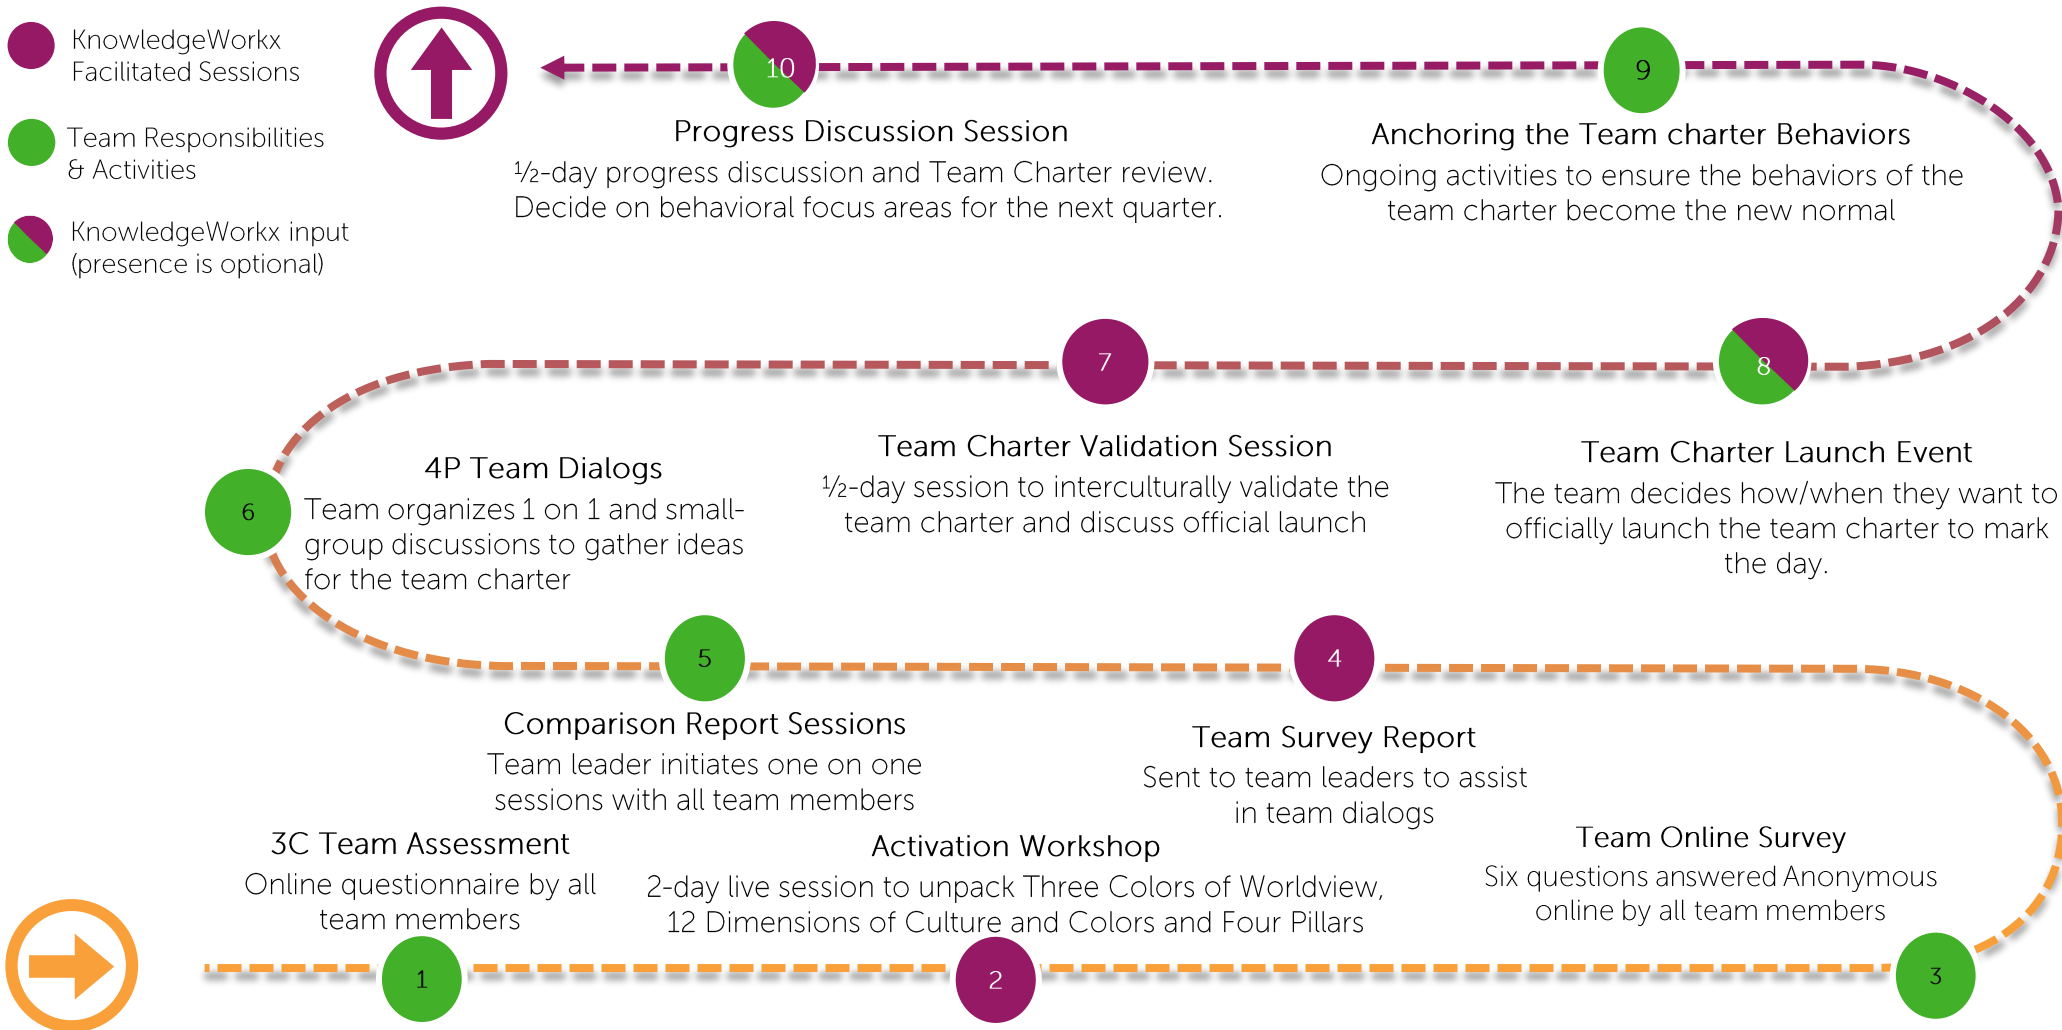 KnowledgeWorkx
Facilitated Sessions
Team Responsibilities
& Activities
KnowledgeWorkx input
(presence is optional)
10
Progress Discussion Session
½-day progress discussion and Team Charter review.
Decide on behavioral focus areas for the next quarter.
9
Anchoring the Team charter Behaviors
Ongoing activities to ensure the behaviors of the
team charter become the new normal
7
Team Charter Validation Session
½-day session to interculturally validate the
team charter and discuss official launch
8
Team Charter Launch Event
The team decides how/when they want to
officially launch the team charter to mark
the day.
6
4P Team Dialogs
Team organizes 1 on 1 and small-
group discussions to gather ideas
for the team charter
5
Comparison Report Sessions
Team leader initiates one on one
sessions with all team members
4
Team Survey Report
Sent to team leaders to assist
in team dialogs
3C Team Assessment
Online questionnaire by all
team members
1
Activation Workshop
2-day live session to unpack Three Colors of Worldview,
12 Dimensions of Culture and Colors and Four Pillars
2
Team Online Survey
Six questions answered Anonymous
online by all team members
3